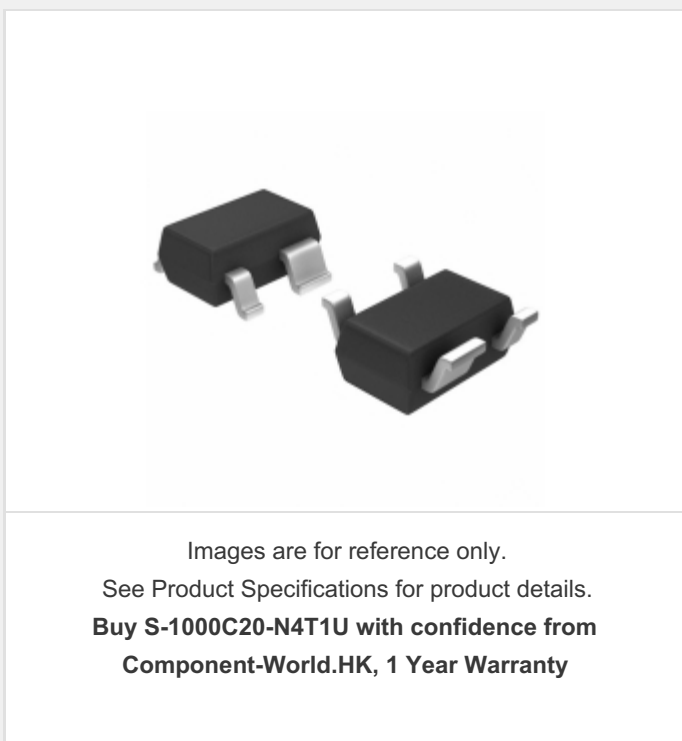 Images are for reference only.
See Product Specifications for product details.
Buy S-1000C20-N4T1U with confidence from
Component-World.HK, 1 Year Warranty